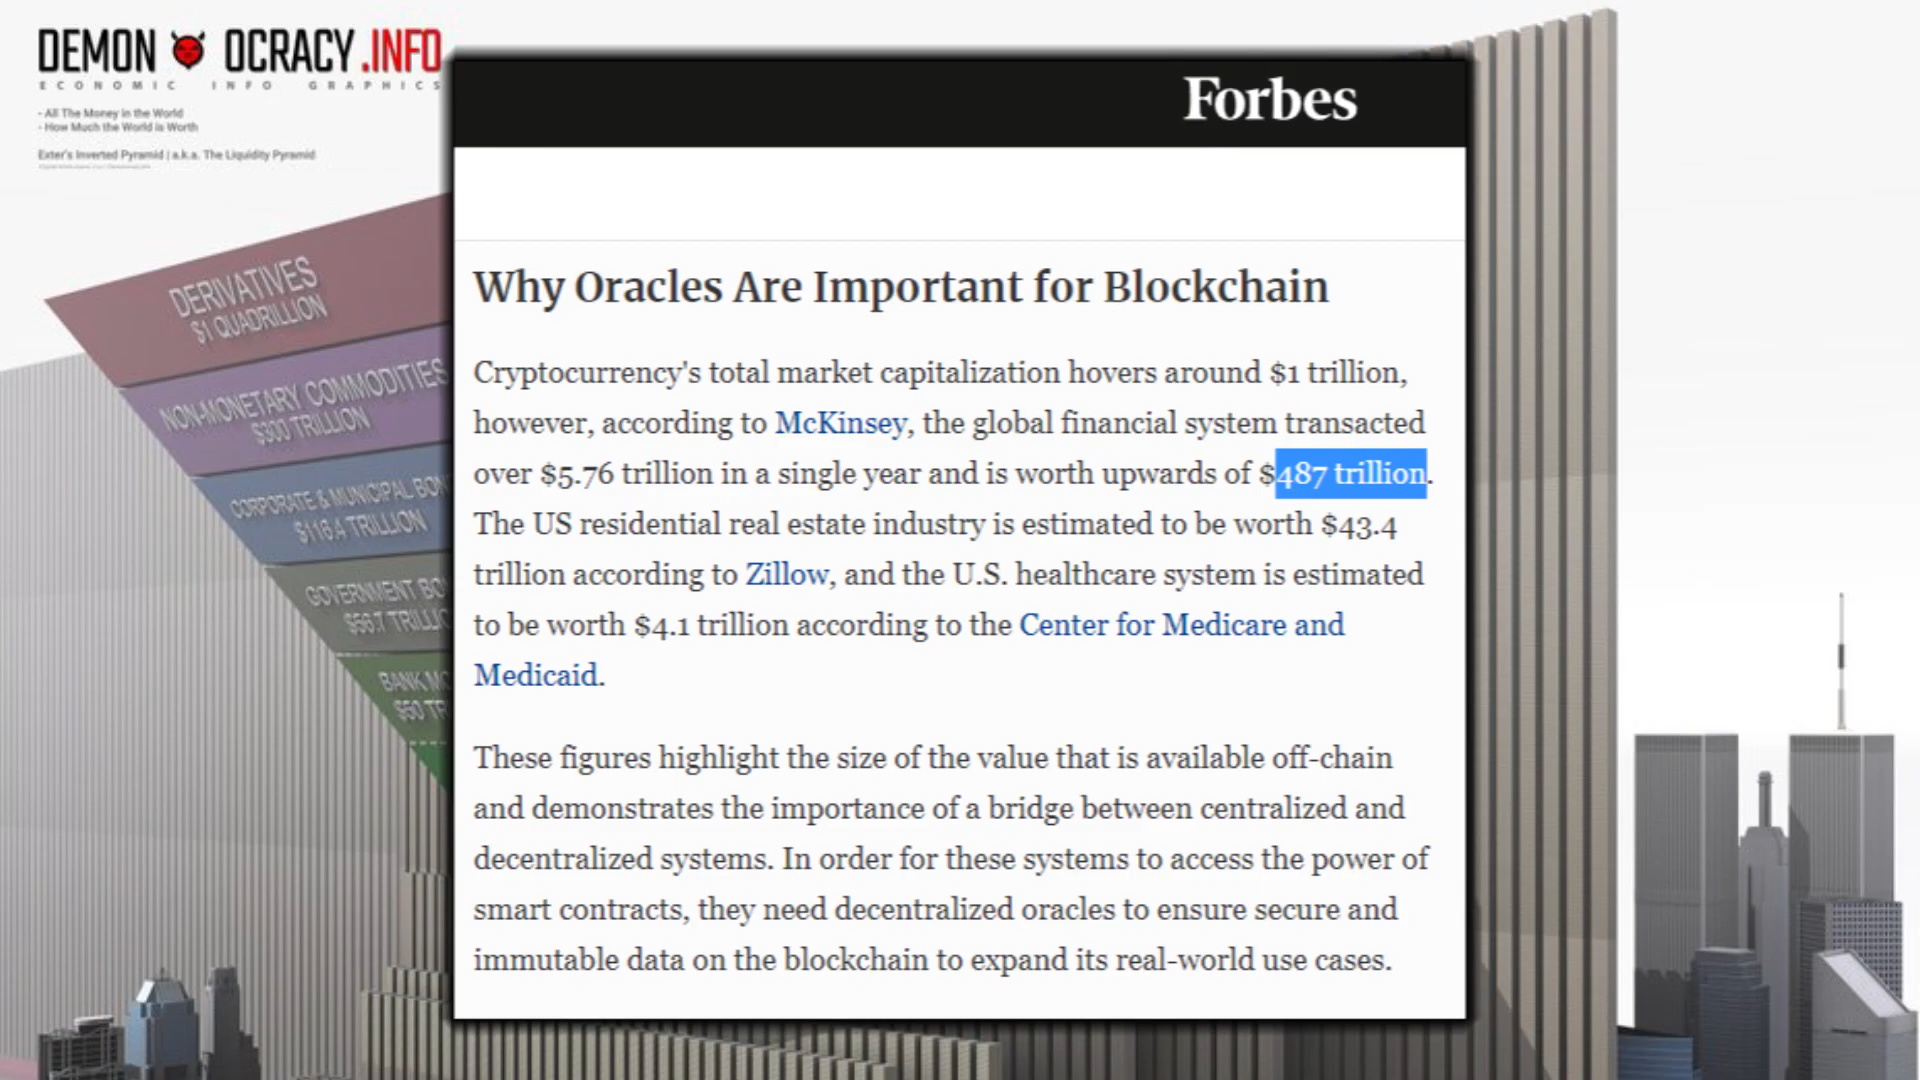 DEMON OCRACY.INFO
ECONOMIC INFO GRAPHICS
- All The Money in the World
- How Much the World is Worth
Exter's Inverted Pyramid | a.k.a. The Liquidity Pyramid
DERIVATIVES
$1 QUADRILLION
NON-MONETARY COMMODITIES
$300 TRILLION
CORPORATE & MUNICIPAL BON
$116.4 TRILLION
GOVERNMENT BO
$56.7 TRILLIO
BANK MO
$50 TR
Forbes
Why Oracles Are Important for Blockchain
Cryptocurrency's total market capitalization hovers around $1 trillion,
however, according to McKinsey, the global financial system transacted
over $5.76 trillion in a single year and is worth upwards of $487 trillion.
The US residential real estate industry is estimated to be worth $43.4
trillion according to Zillow, and the U.S. healthcare system is estimated
to be worth $4.1 trillion according to the Center for Medicare and
Medicaid.
These figures highlight the size of the value that is available off-chain
and demonstrates the importance of a bridge between centralized and
decentralized systems. In order for these systems to access the power of
smart contracts, they need decentralized oracles to ensure secure and
immutable data on the blockchain to expand its real-world use cases.